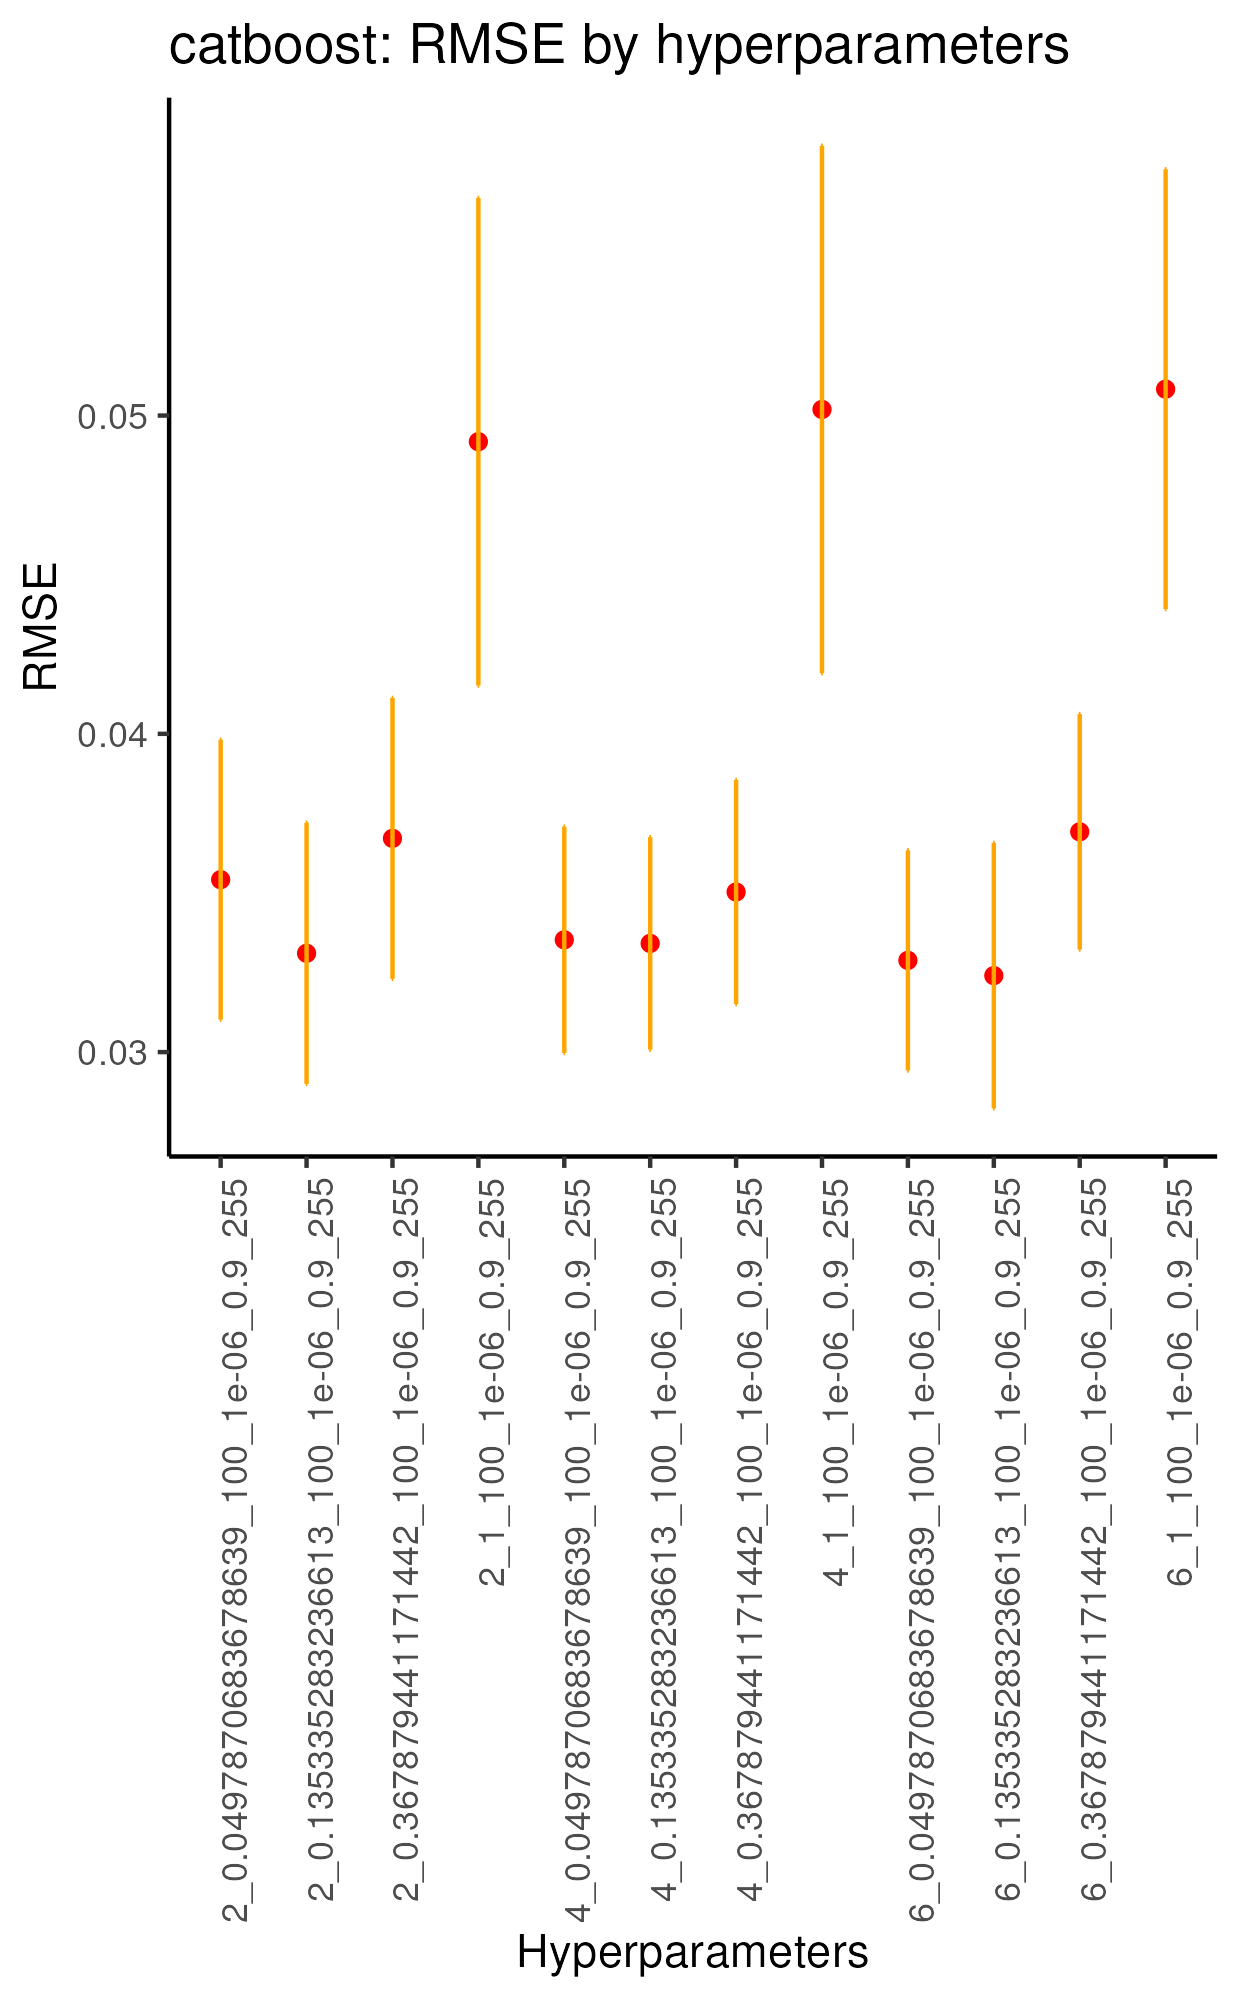 catboost: RMSE by hyperparameters
RMSE
0.05
0.04
0.03
2_0.0497870683678639_100_1e-06_0.9_255
2_0.135335283236613_100_1e-06_0.9_255
2_0.367879441171442_100_1e-06_0.9_255
2_1_100_1e-06_0.9_255
4_0.0497870683678639_100_1e-06_0.9_255
4_0.135335283236613_100_1e-06_0.9_255
4_0.367879441171442_100_1e-06_0.9_255
4_1_100_1e-06_0.9_255
6_0.0497870683678639_100_1e-06_0.9_255
6_0.135335283236613_100_1e-06_0.9_255
6_0.367879441171442_100_1e-06_0.9_255
6_1_100_1e-06_0.9_255
Hyperparameters